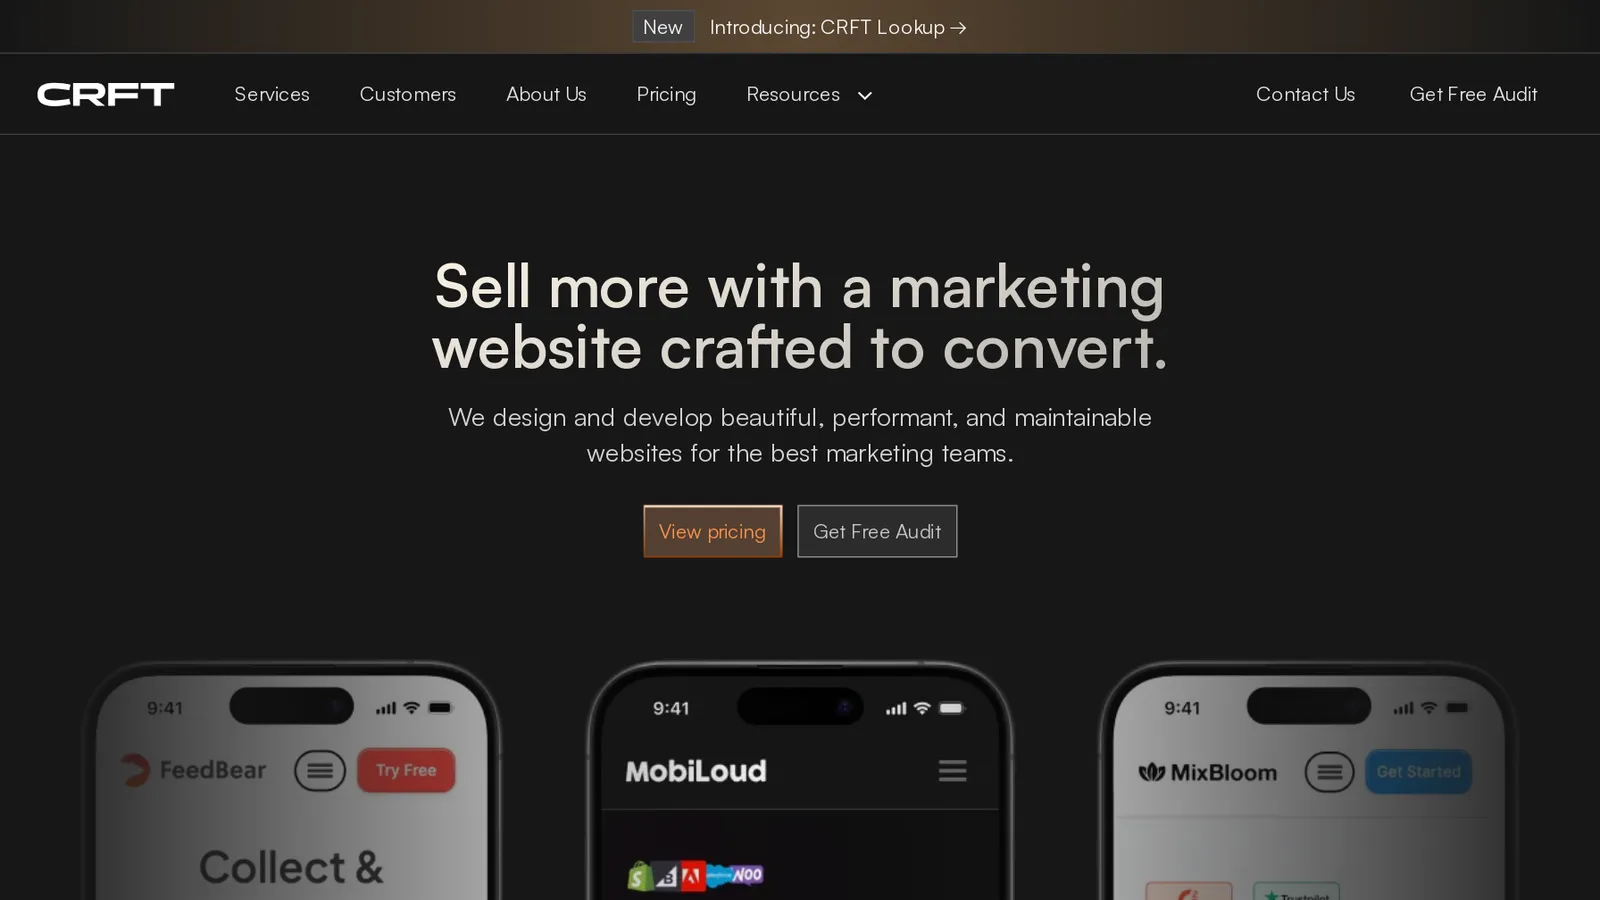 New Introducing: CRFT Lookup →
CRFT Services Customers About Us Pricing Resources Contact Us Get Free Audit
Sell more with a marketing
website crafted to convert.
We design and develop beautiful, performant, and maintainable
websites for the best marketing teams.
View pricing Get Free Audit
9:41
FeedBear Try Free
Collect &
9:41
MobiLoud
S B A Woo
9:41
MixBloom Get Started
Trustpilot